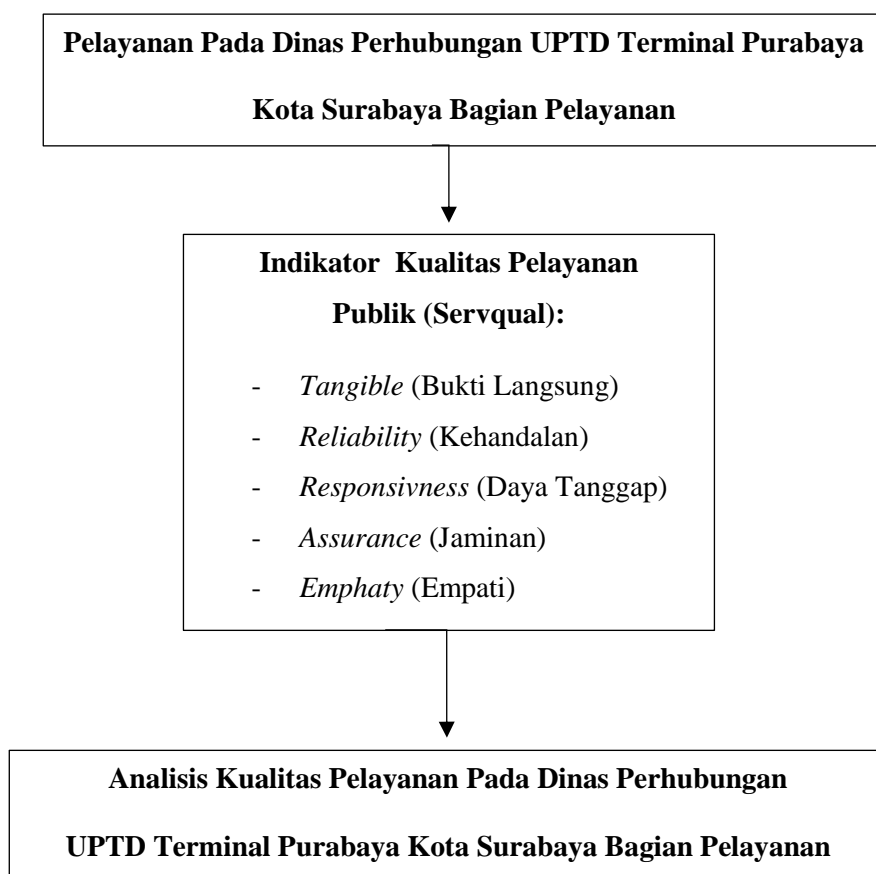 Pelayanan Pada Dinas Perhubungan UPTD Terminal Purabaya
Kota Surabaya Bagian Pelayanan
Indikator Kualitas Pelayanan
Publik (Servqual):
- Tangible (Bukti Langsung)
- Reliability (Kehandalan)
- Responsivness (Daya Tanggap)
- Assurance (Jaminan)
- Emphaty (Empati)
Analisis Kualitas Pelayanan Pada Dinas Perhubungan
UPTD Terminal Purabaya Kota Surabaya Bagian Pelayanan